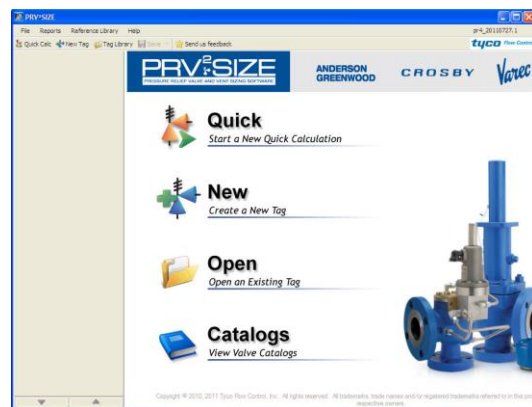 PRV²SIZE
File Reports Reference Library Help
pr4_20110727.1
Quick Calc New Tag Tag Library Save Send us feedback
tyco Flow Control
PRV²SIZE
PRESSURE RELIEF VALVE AND VENT SIZING SOFTWARE
ANDERSON
GREENWOOD
CROSBY
Varec
Quick
Start a New Quick Calculation
New
Create a New Tag
Open
Open an Existing Tag
Catalogs
View Valve Catalogs
Copyright © 2010, 2011 Tyco Flow Control, Inc. All rights reserved. All trademarks, trade names and/or registered trademarks referred to in this
respective owners.